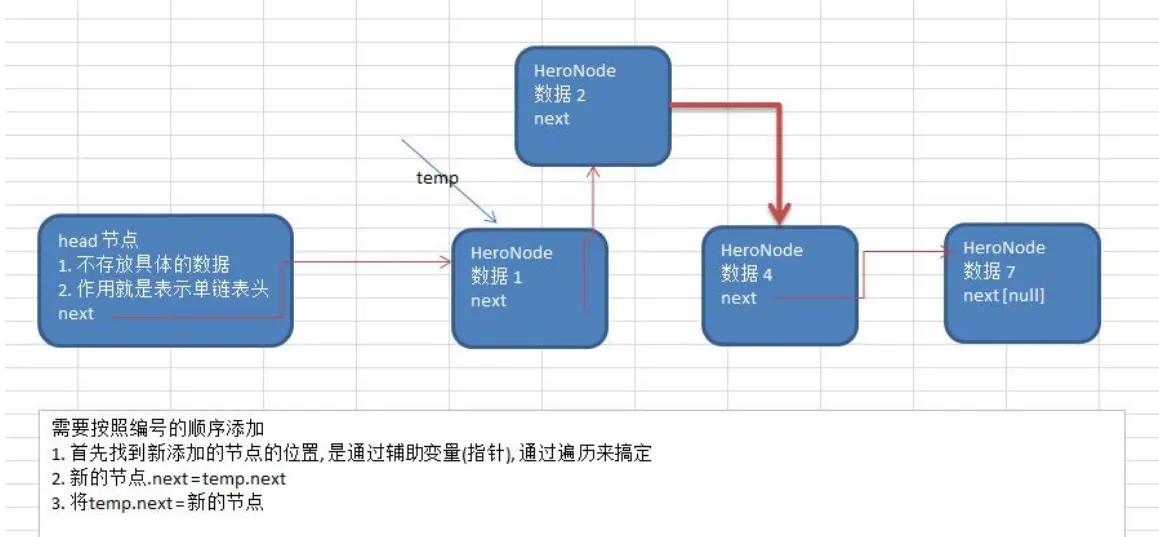 HeroNode
数据 2
next
temp
head 节点
1. 不存放具体的数据
2. 作用就是表示单链表头
next
HeroNode
数据 1
next
HeroNode
数据 4
next
HeroNode
数据 7
next [null]
需要按照编号的顺序添加
1. 首先找到新添加的节点的位置, 是通过辅助变量(指针), 通过遍历来搞定
2. 新的节点.next = temp.next
3. 将temp.next = 新的节点